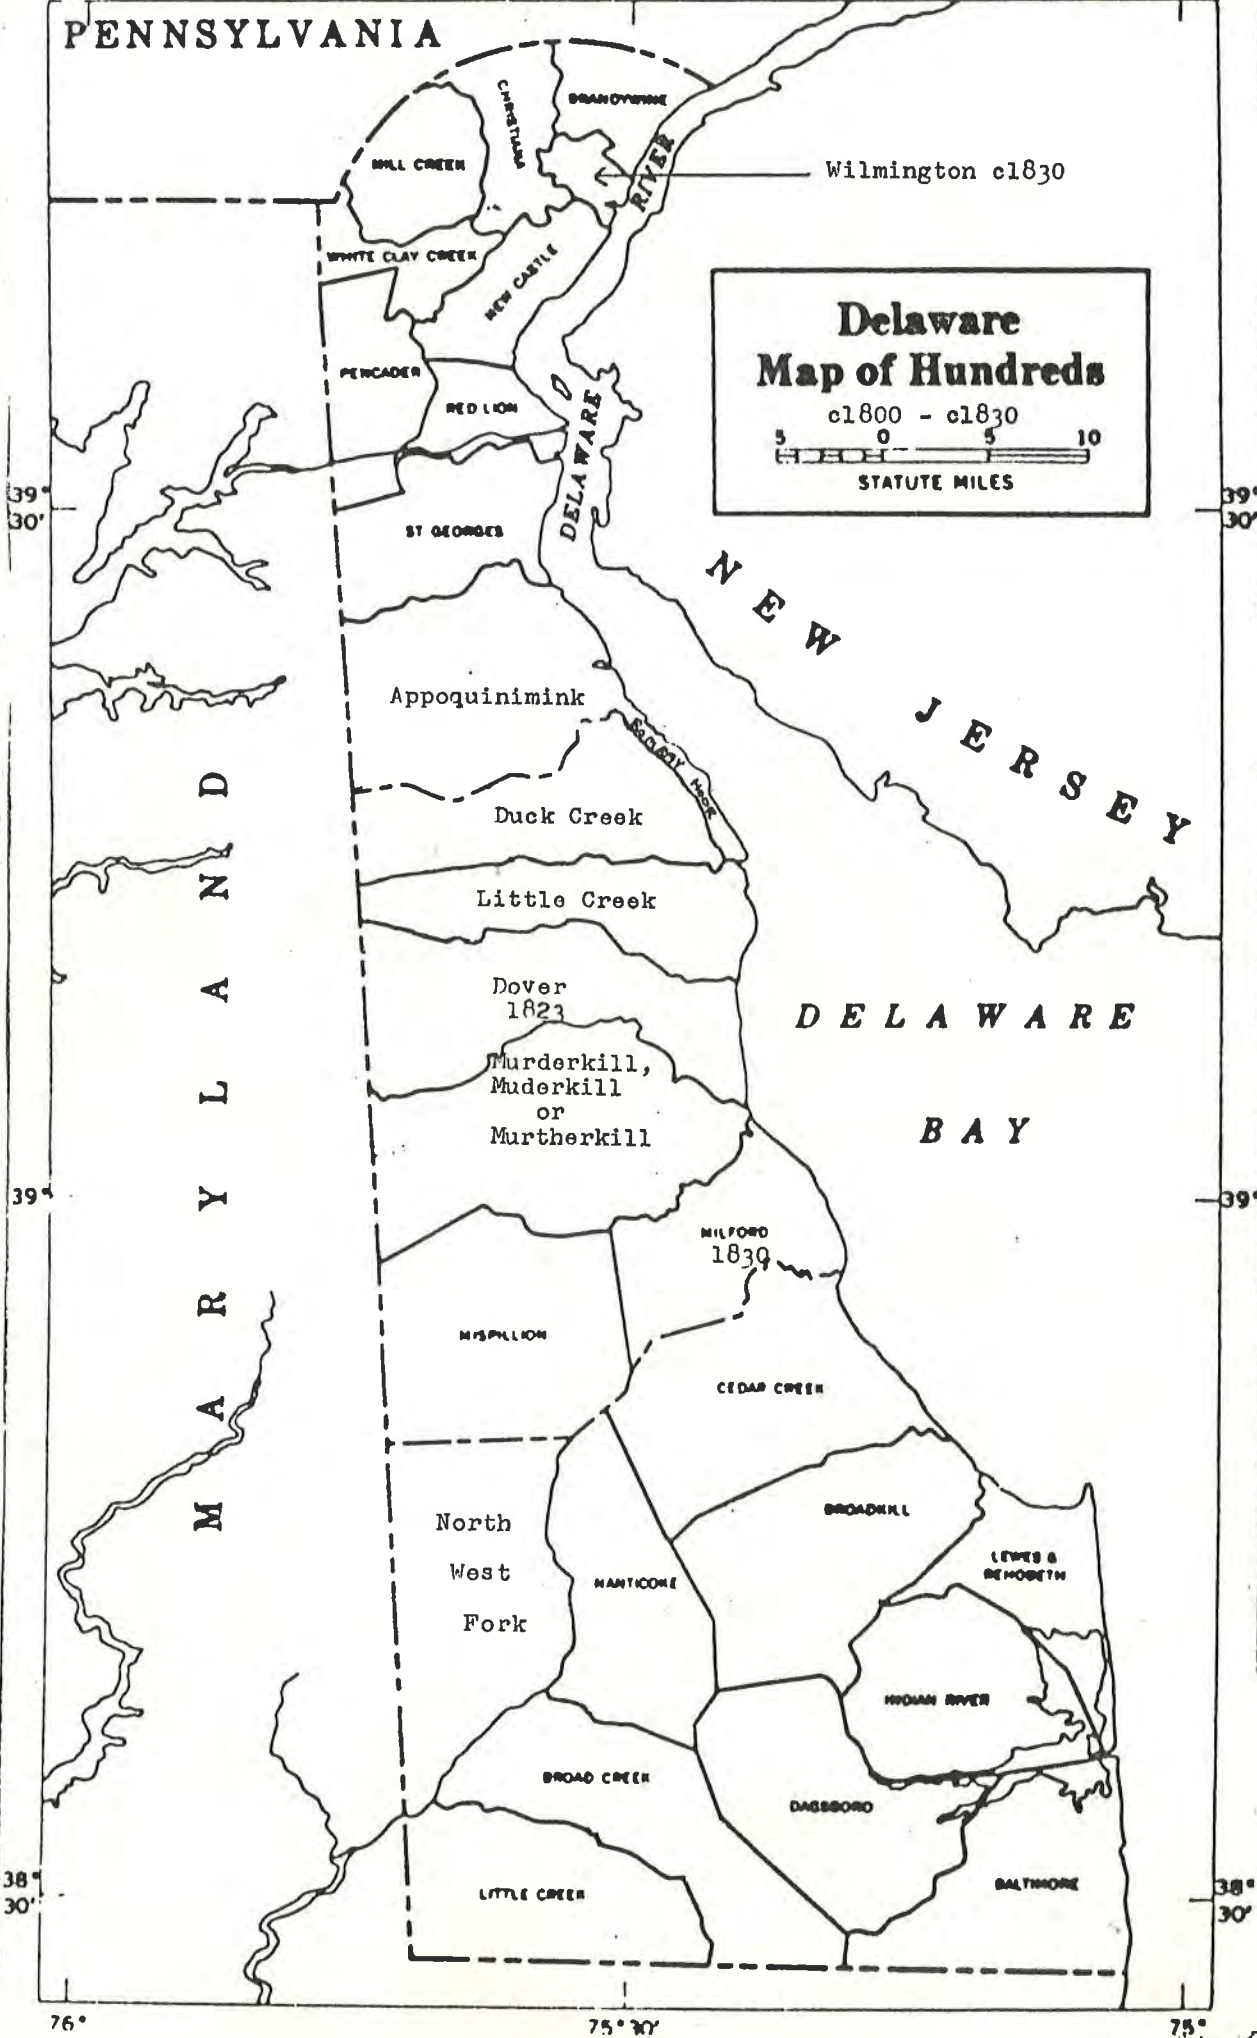 PENNSYLVANIA
CHRISTIANA
BRANDYWINE
MILL CREEK
Wilmington c1830
RIVER
WHITE CLAY CREEK
NEW CASTLE
Delaware
Map of Hundreds
c1800 - c1830
5 0 5 10
STATUTE MILES
PENCADER
RED LION
DELAWARE
39°
30'
39°
30'
ST GEORGES
NEW JERSEY
Appoquinimink
BOMBAY HOOK
Duck Creek
Little Creek
MARYLAND
Dover
1823
DELAWARE
BAY
Murderkill,
Muderkill
or
Murtherkill
39°
39°
MILFORD
1830
MISPILLION
CEDAR CREEK
North
West
Fork
BROADKILL
NANTICOKE
LEWES &
REHOBETH
INDIAN RIVER
BROAD CREEK
DAGSBORO
LITTLE CREEK
BALTIMORE
38°
30'
38°
30'
76°
75°30'
75°